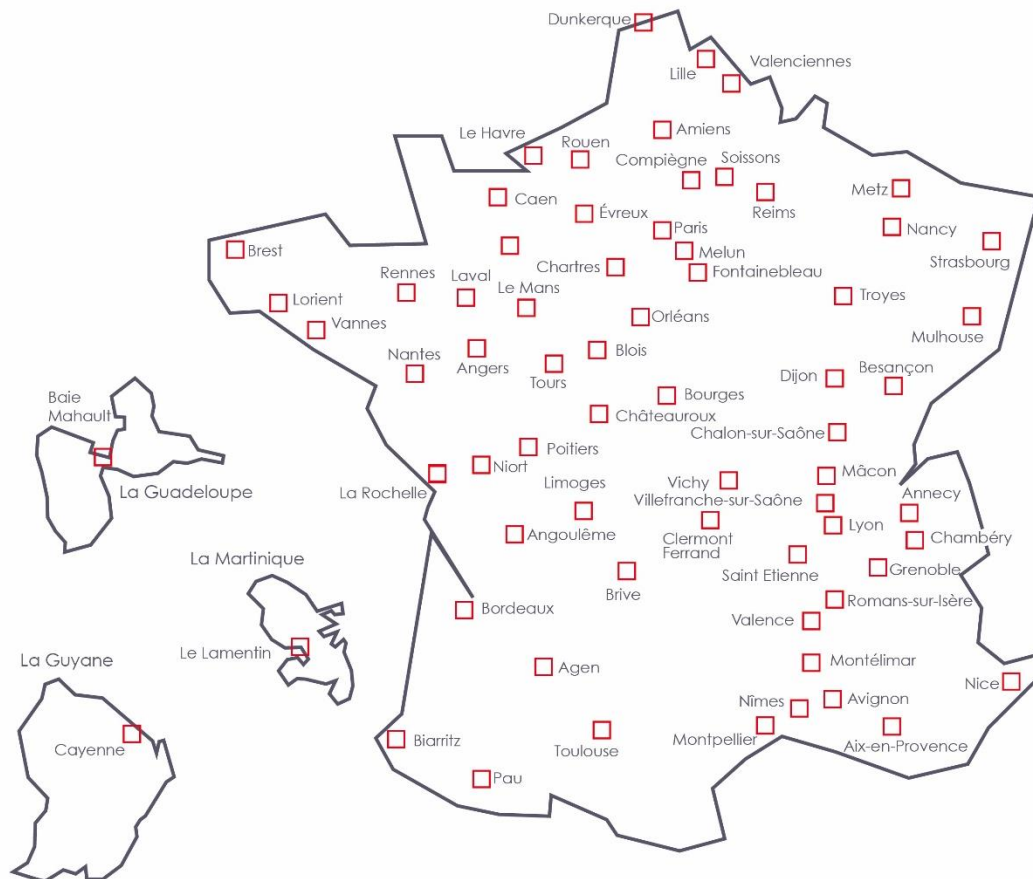 Dunkerque
Lille
Valenciennes
Amiens
Le Havre
Rouen
Compiègne
Soissons
Reims
Metz
Caen
Évreux
Paris
Nancy
Strasbourg
Brest
Melun
Chartres
Fontainebleau
Rennes
Laval
Le Mans
Troyes
Lorient
Vannes
Orléans
Mulhouse
Nantes
Angers
Tours
Blois
Dijon
Besançon
Bourges
Châteauroux
Chalon-sur-Saône
Baie
Mahault
La Guadeloupe
Poitiers
Niort
La Rochelle
Limoges
Vichy
Mâcon
Villefranche-sur-Saône
Annecy
Angoulême
Clermont
Ferrand
Lyon
Chambéry
Saint Etienne
Grenoble
Brive
La Martinique
Bordeaux
Romans-sur-Isère
Valence
Le Lamentin
La Guyane
Agen
Montélimar
Nice
Nîmes
Avignon
Cayenne
Biarritz
Toulouse
Montpellier
Aix-en-Provence
Pau